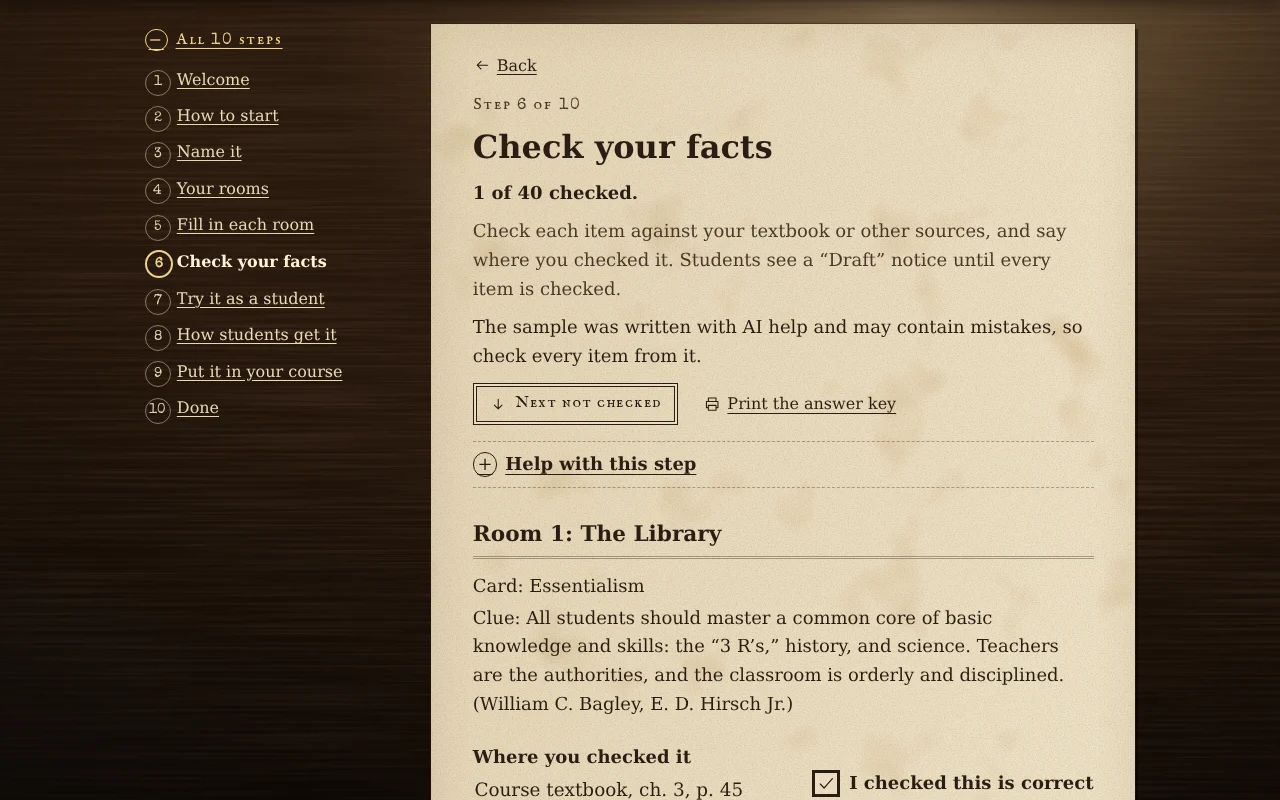 All 10 steps
1 Welcome
2 How to start
3 Name it
4 Your rooms
5 Fill in each room
6 Check your facts
7 Try it as a student
8 How students get it
9 Put it in your course
10 Done
← Back
Step 6 of 10
Check your facts
1 of 40 checked.
Check each item against your textbook or other sources, and say
where you checked it. Students see a “Draft” notice until every
item is checked.
The sample was written with AI help and may contain mistakes, so
check every item from it.
↓ Next not checked
Print the answer key
Help with this step
Room 1: The Library
Card: Essentialism
Clue: All students should master a common core of basic
knowledge and skills: the “3 R’s,” history, and science. Teachers
are the authorities, and the classroom is orderly and disciplined.
(William C. Bagley, E. D. Hirsch Jr.)
Where you checked it
Course textbook, ch. 3, p. 45
I checked this is correct